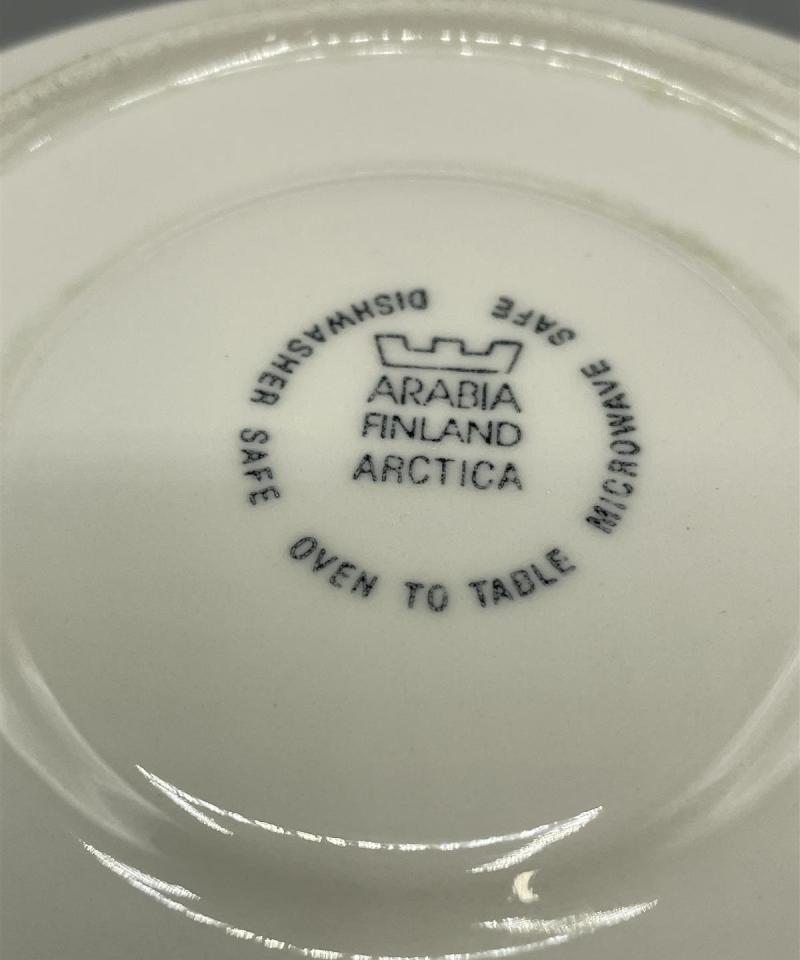 ARABIA
FINLAND
ARCTICA
DISHWASHER SAFE
OVEN TO TABLE
MICROWAVE SAFE